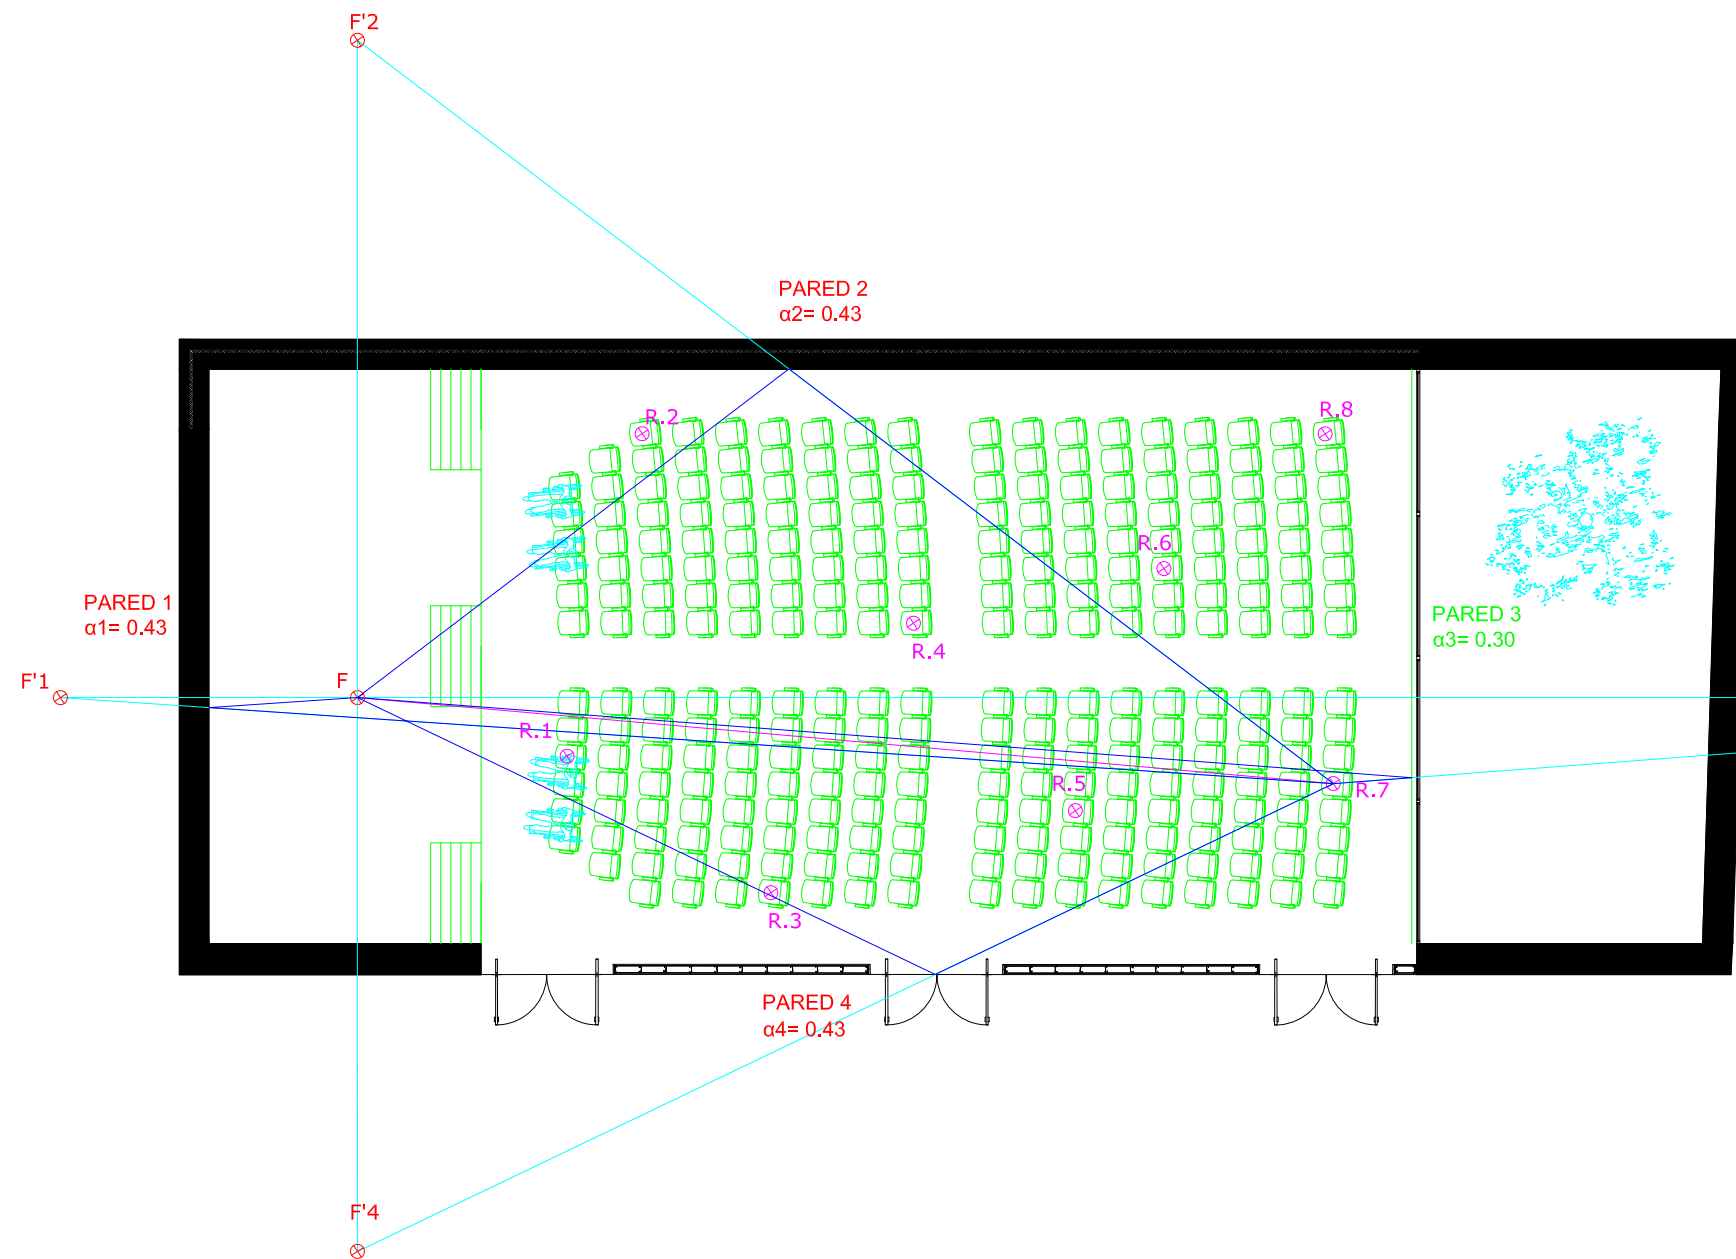 F'2
PARED 2
α2= 0.43
R.2
R.8
R.6
PARED 1
α1= 0.43
PARED 3
α3= 0.30
R.4
F'1
F
R.1
R.5
R.7
R.3
PARED 4
α4= 0.43
F'4